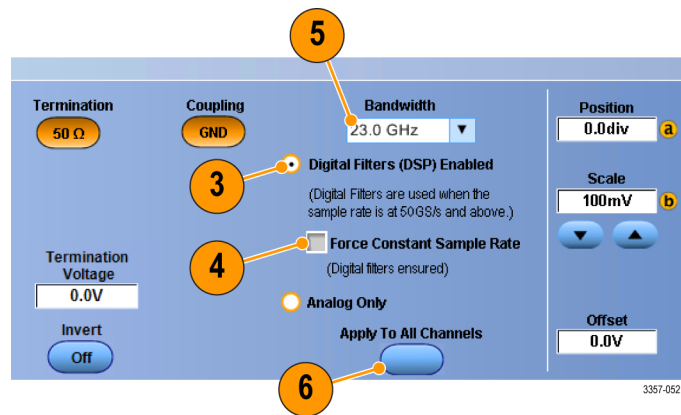 5
Termination
Coupling
Bandwidth
Position
50 Ω
GND
23.0 GHz
0.0div
a
3
Digital Filters (DSP) Enabled
(Digital Filters are used when the
sample rate is at 50GS/s and above.)
Scale
100mV
b
4
Force Constant Sample Rate
(Digital filters ensured)
Termination
Voltage
0.0V
Analog Only
Invert
Off
Apply To All Channels
Offset
0.0V
6
3357-052